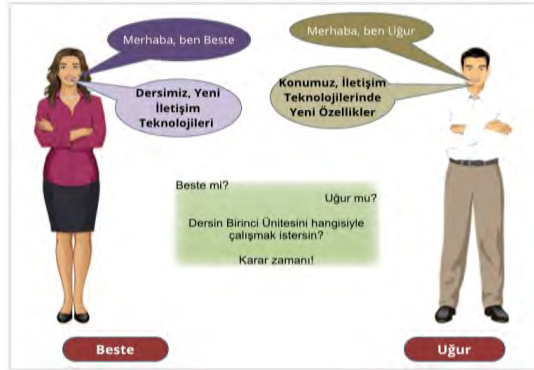 Merhaba, ben Beste
Merhaba, ben Uğur
Dersimiz, Yeni
İletişim
Teknolojileri
Konumuz, İletişim
Teknolojilerinde
Yeni Özellikler
Beste mi?
Uğur mu?
Dersin Birinci Ünitesini hangisiyle
çalışmak istersin?
Karar zamanı!
Beste
Uğur